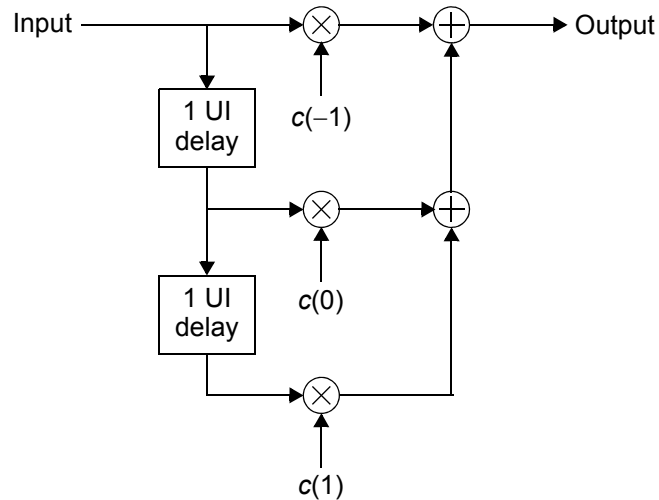 Input
Output
1 UI
delay
c(−1)
1 UI
delay
c(0)
c(1)